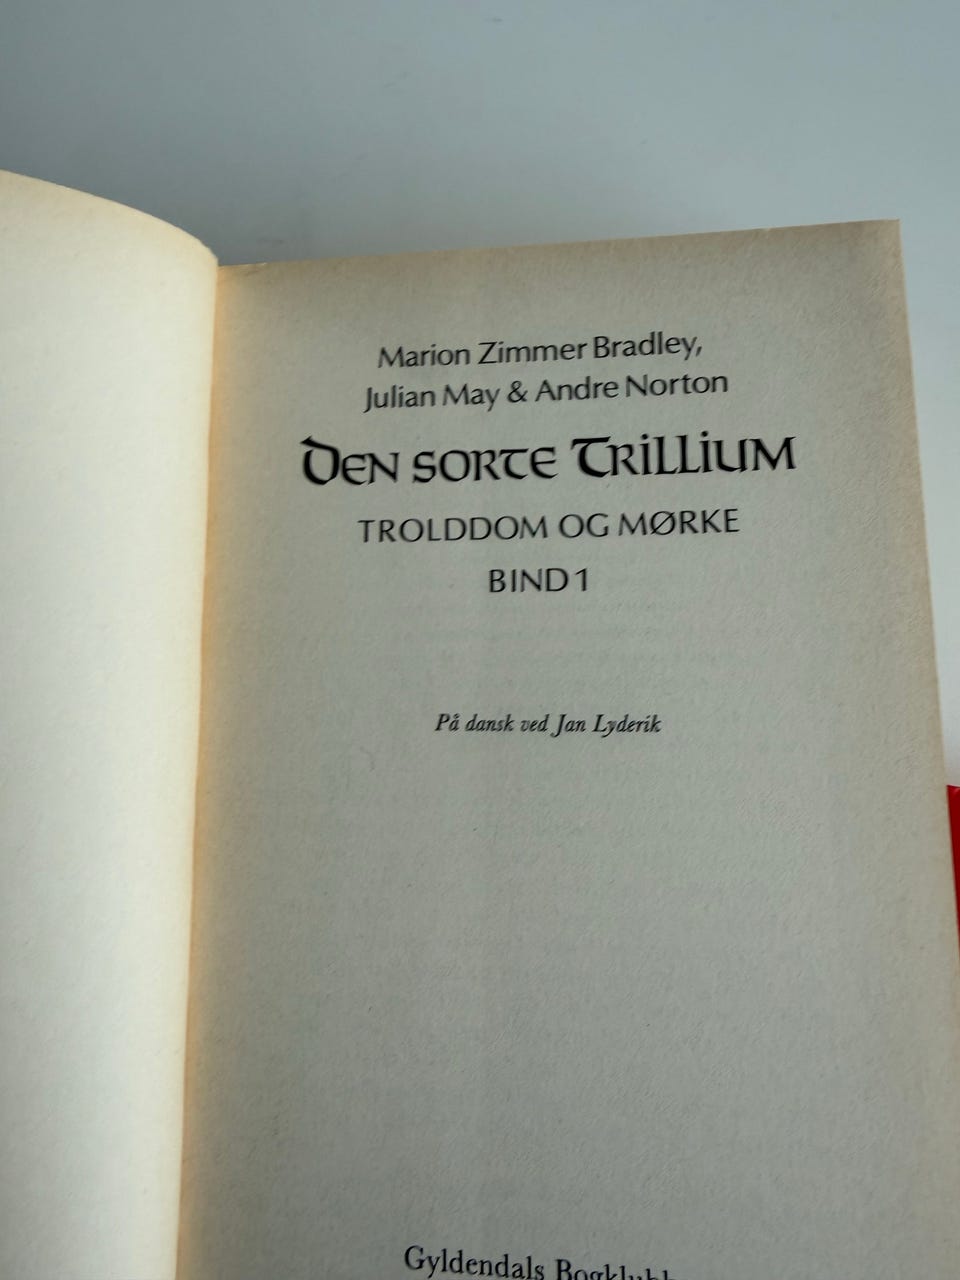 Marion Zimmer Bradley,
Julian May & Andre Norton
DEN SORTE TRILLIUM
TROLDDOM OG MØRKE
BIND 1
På dansk ved Jan Lyderik
Gyldendals